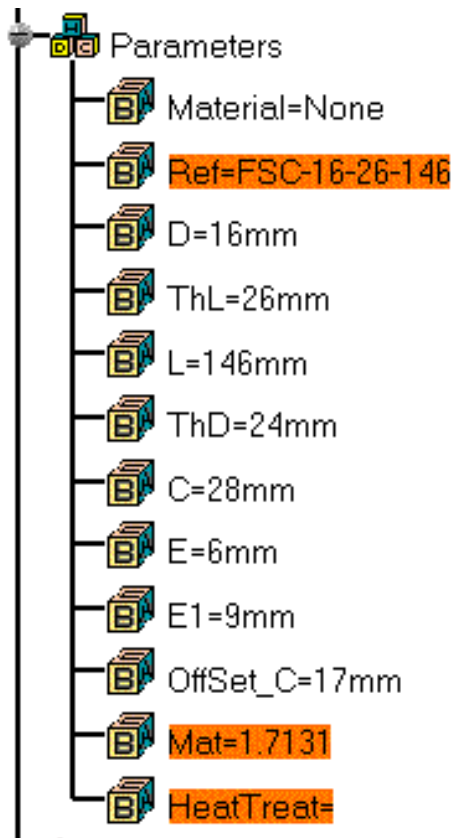 Parameters
Material=None
Ref=FSC-16-26-146
D=16mm
ThL=26mm
L=146mm
ThD=24mm
C=28mm
E=6mm
E1=9mm
OffSet_C=17mm
Mat=1.7131
HeatTreat=